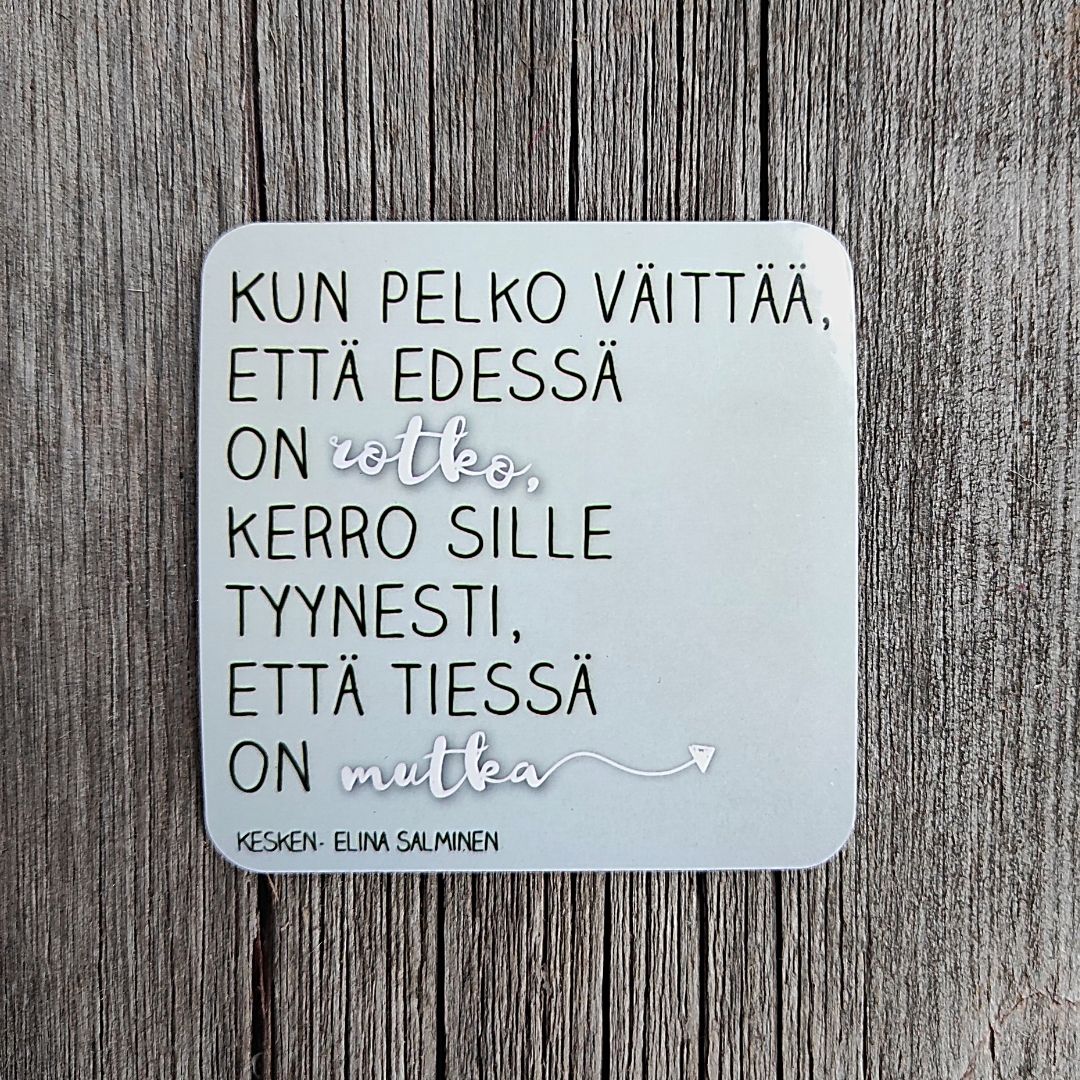 KUN PELKO VÄITTÄÄ,
ETTÄ EDESSÄ
ON rotko,
KERRO SILLE
TYYNESTI,
ETTÄ TIESSÄ
ON mutka
KESKEN- ELINA SALMINEN